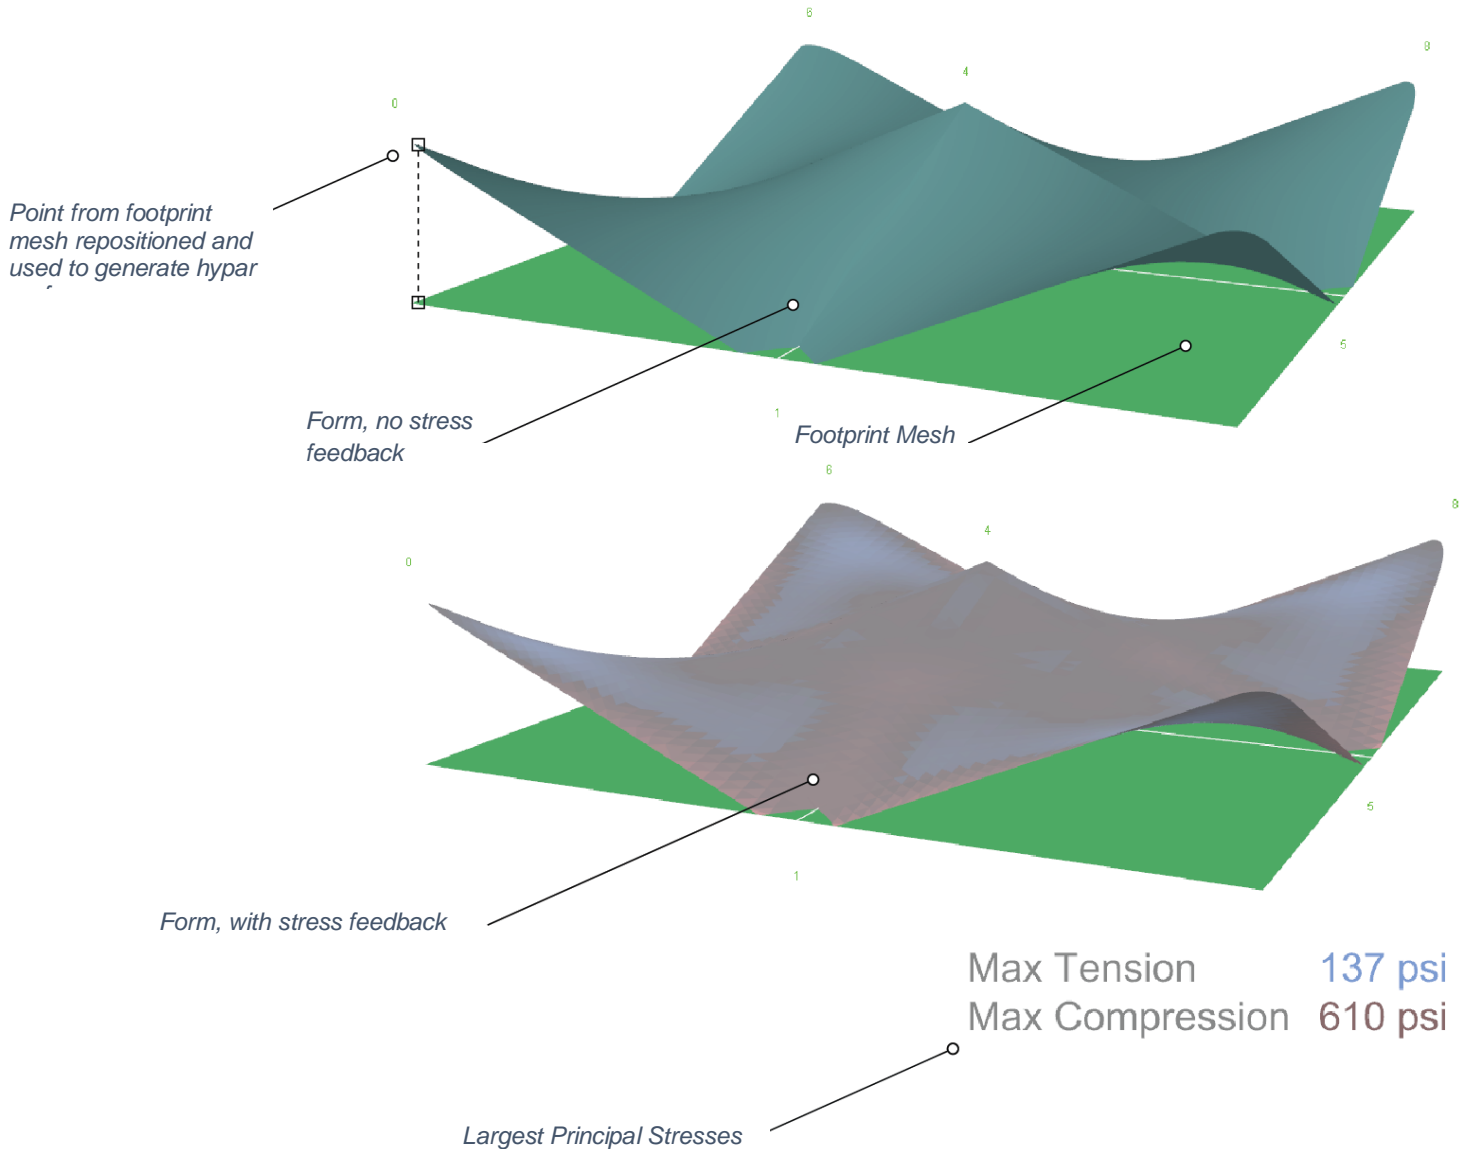 6
8
4
0
Point from footprint
mesh repositioned and
used to generate hypar
5
Form, no stress
feedback
1
Footprint Mesh
6
8
4
0
5
1
Form, with stress feedback
Max Tension 137 psi
Max Compression 610 psi
Largest Principal Stresses